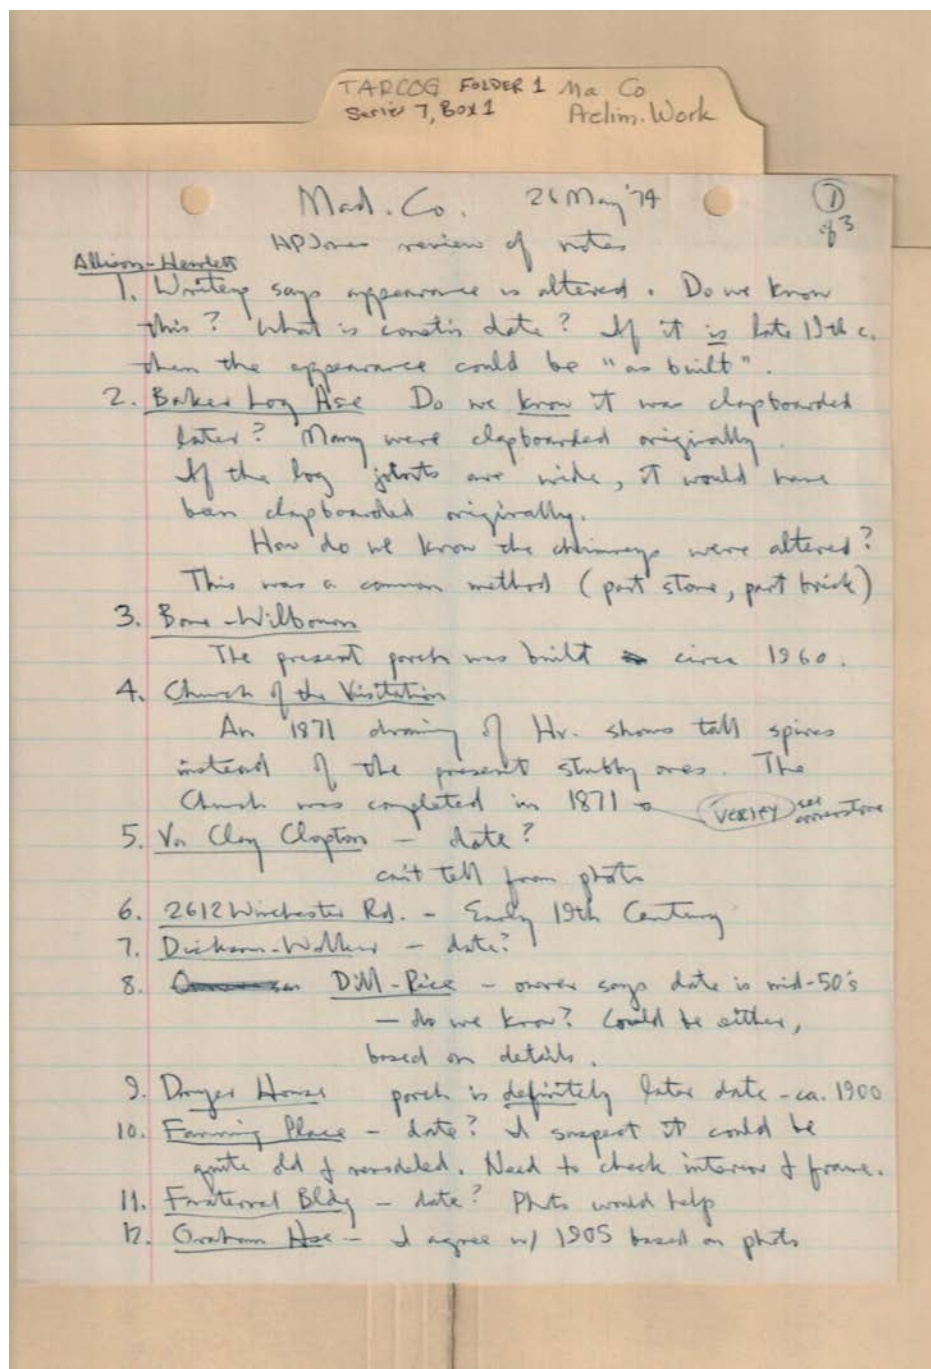 TARCOG FOLDER 1 Ma Co
Series 7, Box 1 Prelim. Work
Mad. Co. 26 May '74 1 of 3
HPJones review of notes
Allison-Hewlett
1. Writeup says appearance is altered. Do we know
this? What is constr'n date? If it is late 19th c.
then the appearance could be "as built".
2. Baker Log Hse Do we know it was clapboarded
later? Many were clapboarded originally.
If the log joints are wide, it would have
been clapboarded originally.
How do we know the chimneys were altered?
This was a common method (part stone, part brick)
3. Bone-Wilbourn
The present porch was built circa 1960.
4. Church of the Visitation
An 1871 drawing of Hv. shows tall spires
instead of the present stubby ones. The
Church was completed in 1871 VERIFY see cornerstone
5. Va Clay Clopton - date?
can't tell from photo
6. 2612 Winchester Rd. - Early 19th Century
7. Dickson-Walker - date?
8. Dill-Rice - owner says date is mid-50's
- do we know? Could be either,
based on details.
9. House porch is definitely later date - ca. 1900
10. Fanning Place - date? I suspect it could be
quite old & remodeled. Need to check interior & frame.
11. Fraternal Bldg - date? Photo would help
12. Graham Hse - I agree w/ 1905 based on photo